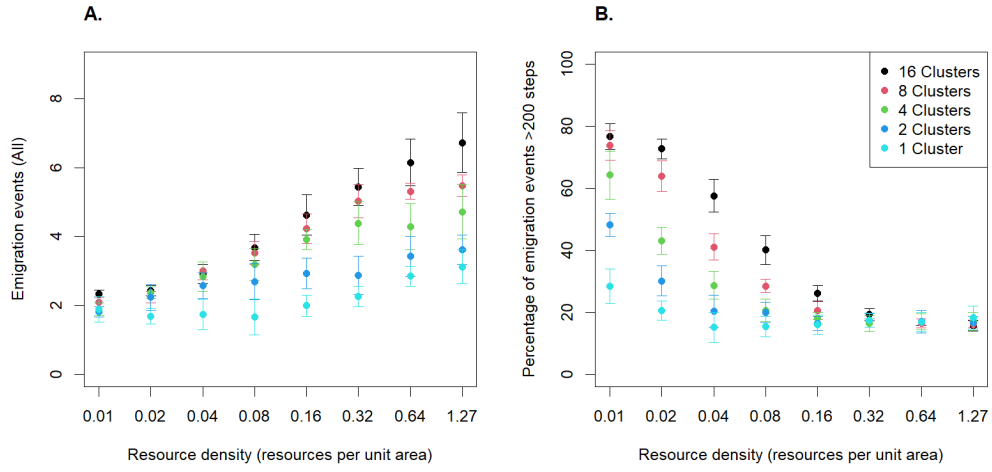 A.
Emigration events (All)
8
6
4
2
0
0.01 0.02 0.04 0.08 0.16 0.32 0.64 1.27
Resource density (resources per unit area)
B.
Percentage of emigration events >200 steps
100
80
60
40
20
0
16 Clusters
8 Clusters
4 Clusters
2 Clusters
1 Cluster
0.01 0.02 0.04 0.08 0.16 0.32 0.64 1.27
Resource density (resources per unit area)